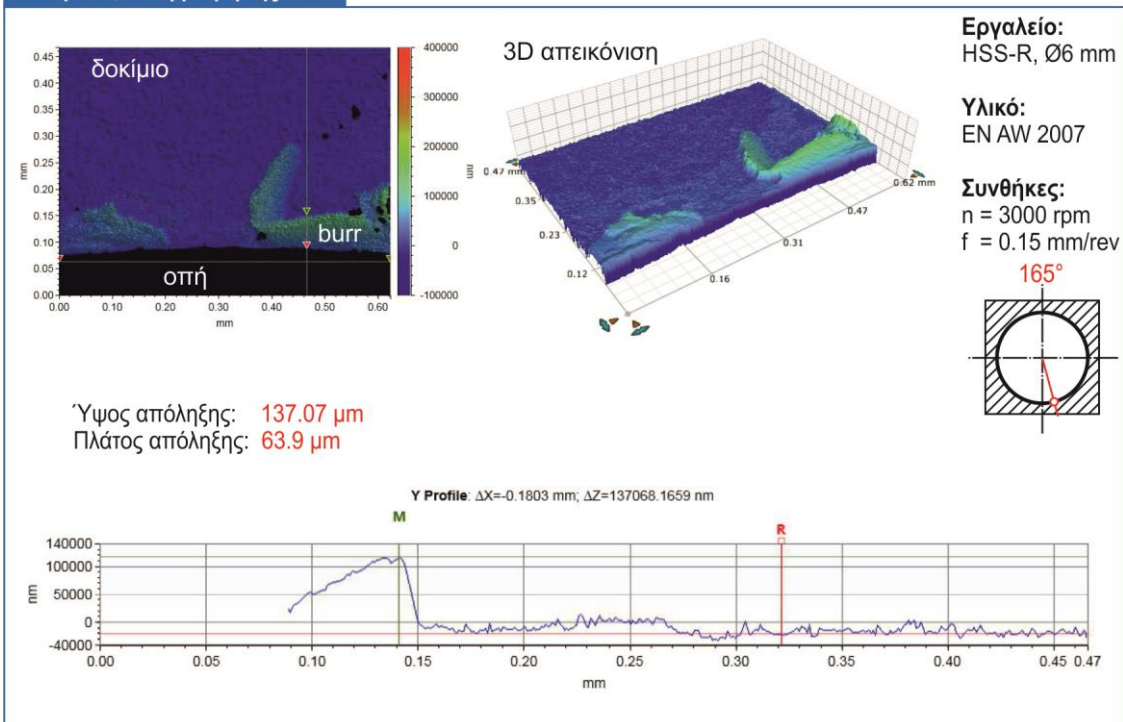 δοκίμιο
burr
οπή
0.45
0.40
0.35
0.30
0.25
0.20
0.15
0.10
0.05
0.00
mm
0.00
0.10
0.20
0.30
0.40
0.50
0.60
mm
400000
300000
200000
100000
0
-100000
nm
3D απεικόνιση
0.47 mm
0.35
0.23
0.12
0.16
0.31
0.47
0.62 mm
Εργαλείο:
HSS-R, Ø6 mm
Υλικό:
EN AW 2007
Συνθήκες:
n = 3000 rpm
f = 0.15 mm/rev
165°
Ύψος απόληξης: 137.07 μm
Πλάτος απόληξης: 63.9 μm
Y Profile: ΔX=-0.1803 mm; ΔZ=137068.1659 nm
M
R
140000
100000
50000
0
-40000
nm
0.00
0.05
0.10
0.15
0.20
0.25
0.30
0.35
0.40
0.45
0.47
mm